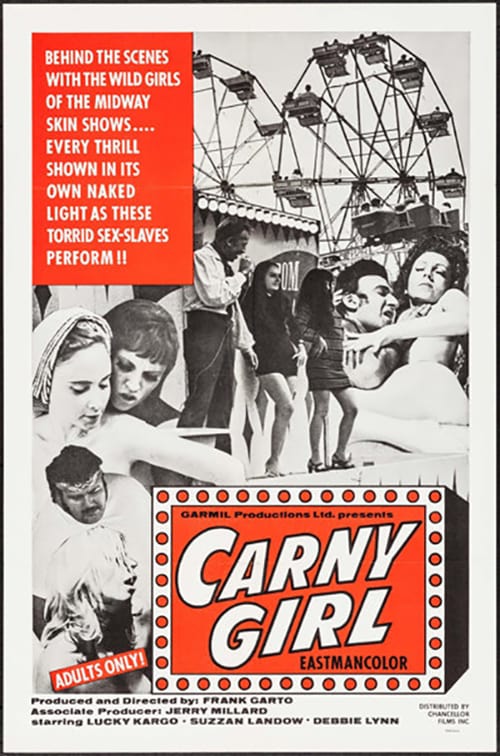 BEHIND THE SCENES
WITH THE WILD GIRLS
OF THE MIDWAY
SKIN SHOWS....
EVERY THRILL
SHOWN IN ITS
OWN NAKED
LIGHT AS THESE
TORRID SEX-SLAVES
PERFORM!!
OM
GARMIL Productions Ltd. presents
CARNY
GIRL
EASTMANCOLOR
ADULTS ONLY!
Produced and Directed by: FRANK GARTO
Associate Producer: JERRY MILLARD
starring LUCKY KARGO · SUZZAN LANDOW · DEBBIE LYNN
DISTRIBUTED BY
CHANCELLOR
FILMS INC